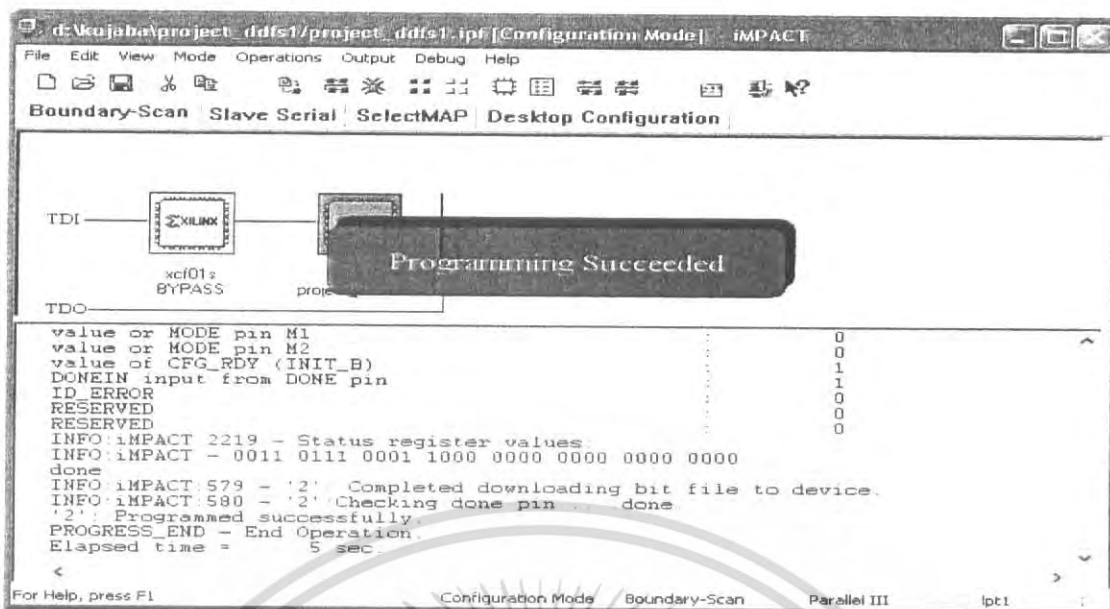 d:\kujaba\project_ddfs1/project_ddfs1.ipf [Configuration Mode] - iMPACT
File Edit View Mode Operations Output Debug Help
Boundary-Scan Slave Serial SelectMAP Desktop Configuration
TDI
XILINX
Programming Succeeded
xcf01s
BYPASS
TDO
value or MODE pin M1 : 0
value or MODE pin M2 : 0
value of CFG_RDY (INIT_B) : 1
DONEIN input from DONE pin : 1
ID_ERROR : 0
RESERVED : 0
RESERVED : 0
INFO:iMPACT 2219 - Status register values:
INFO:iMPACT - 0011 0111 0001 1000 0000 0000 0000 0000
done
INFO:iMPACT:579 - '2': Completed downloading bit file to device.
INFO:iMPACT:580 - '2':Checking done pin ... done.
'2': Programmed successfully.
PROGRESS_END - End Operation.
Elapsed time = 5 sec.
For Help, press F1 Configuration Mode Boundary-Scan Parallel III lpt1